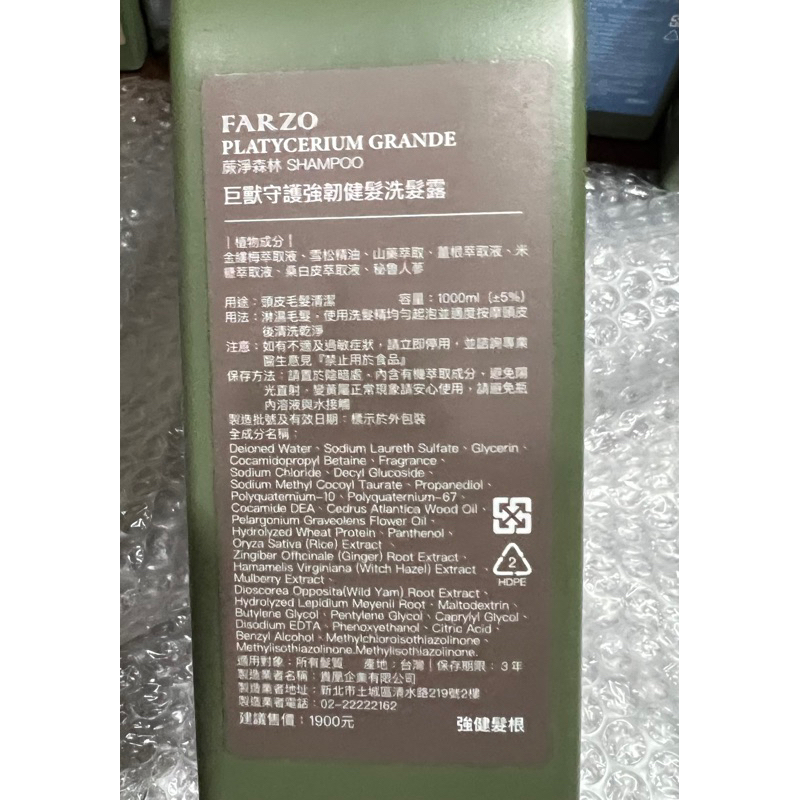 FARZO
PLATYCERIUM GRANDE
蕨淨森林 SHAMPOO
巨獸守護強韌健髮洗髮露
|植物成分|
金縷梅萃取液、雪松精油、山藥萃取、薑根萃取液、米
糠萃取液、桑白皮萃取液、秘魯人蔘
用途：頭皮毛髮清潔 容量：1000ml（±5%）
用法：淋濕毛髮，使用洗髮精均勻起泡並適度按摩頭皮
後清洗乾淨
注意：如有不適及過敏症狀，請立即停用，並諮詢專業
醫生意見『禁止用於食品』
保存方法：請置於陰暗處、內含有機萃取成分、避免陽
光直射，變黃屬正常現象請安心使用，請避免瓶
內溶液與水接觸
製造批號及有效日期：標示於外包裝
全成分名稱：
Deioned Water、Sodium Laureth Sulfate、Glycerin、
Cocamidopropyl Betaine、Fragrance、
Sodium Chloride、Decyl Glucoside、
Sodium Methyl Cocoyl Taurate、Propanediol、
Polyquaternium-10、Polyquaternium-67、
Cocamide DEA、Cedrus Atlantica Wood Oil、
Pelargonium Graveolens Flower Oil、
Hydrolyzed Wheat Protein、Panthenol、
Oryza Sativa (Rice) Extract、
Zingiber Officinale (Ginger) Root Extract、
Hamamelis Virginiana (Witch Hazel) Extract、
Mulberry Extract、
Dioscorea Opposita(Wild Yam) Root Extract、
Hydrolyzed Lepidium Meyenii Root、Maltodextrin、
Butylene Glycol、Pentylene Glycol、Caprylyl Glycol、
Disodium EDTA、Phenoxyethanol、Citric Acid、
Benzyl Alcohol、Methylchloroisothiazolinone、
Methylisothiazolinone.Methylisothiazolinone.
2
HDPE
適用對象：所有髮質 產地：台灣|保存期限：3年
製造業者名稱：貴凰企業有限公司
製造業者地址：新北市土城區清水路219號2樓
製造業者電話：02-22222162
建議售價：1900元 強健髮根